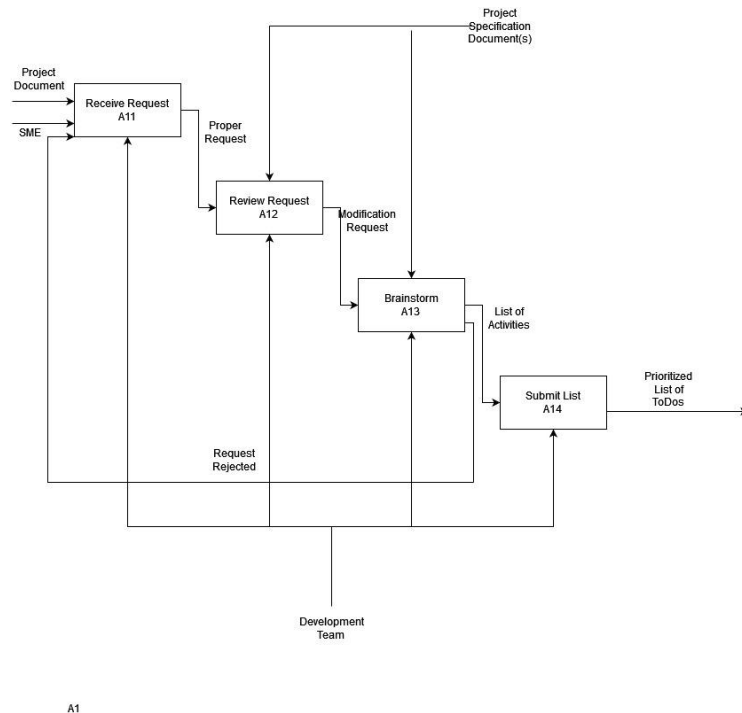 Project
Specification
Document(s)
Project
Document
Receive Request
A11
SME
Proper
Request
Review Request
A12
Modification
Request
Brainstorm
A13
List of
Activities
Prioritized
List of
ToDos
Submit List
A14
Request
Rejected
Development
Team
A1